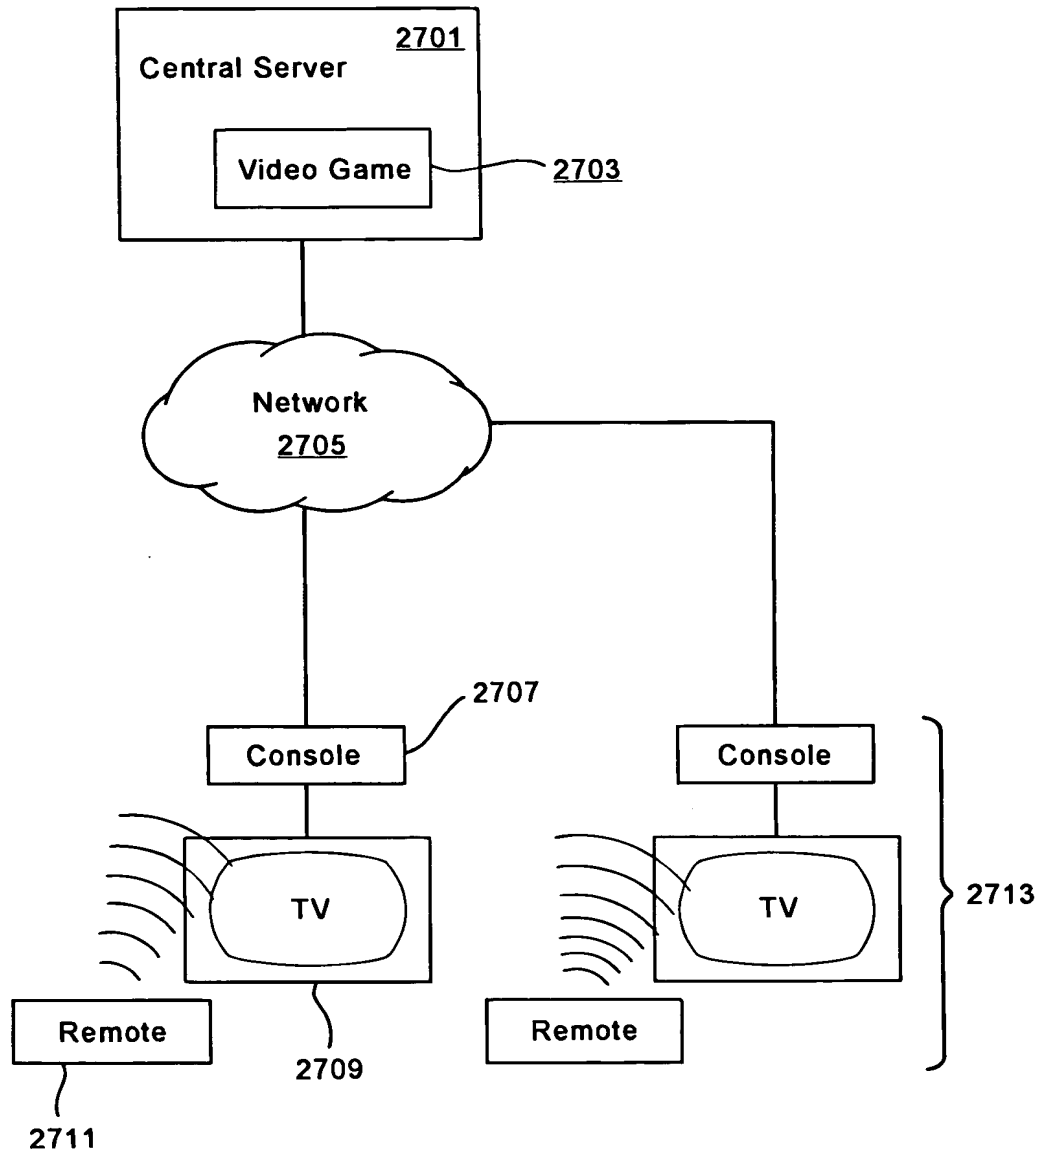 2701
Central Server
Video Game
2703
Network
2705
2707
Console
Console
TV
TV
2713
Remote
Remote
2709
2711